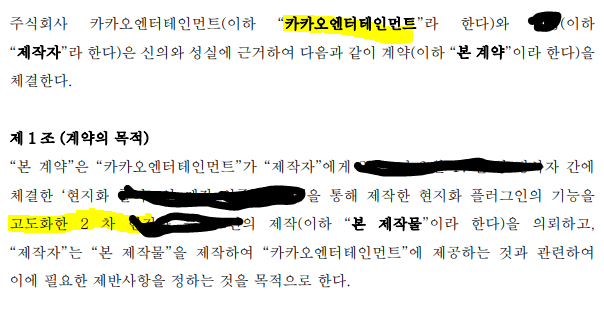 주식회사 카카오엔터테인먼트(이하 “카카오엔터테인먼트”라 한다)와 (이하
“제작자”라 한다)은 신의와 성실에 근거하여 다음과 같이 계약(이하 “본 계약”이라 한다)을
체결한다.
제 1 조 (계약의 목적)
“본 계약”은 “카카오엔터테인먼트”가 “제작자”에게 간에
체결한 ‘현지화 을 통해 제작한 현지화 플러그인의 기능을
고도화한 2 차 의 제작(이하 “본 제작물”이라 한다)을 의뢰하고,
“제작자”는 “본 제작물”을 제작하여 “카카오엔터테인먼트”에 제공하는 것과 관련하여
이에 필요한 제반사항을 정하는 것을 목적으로 한다.